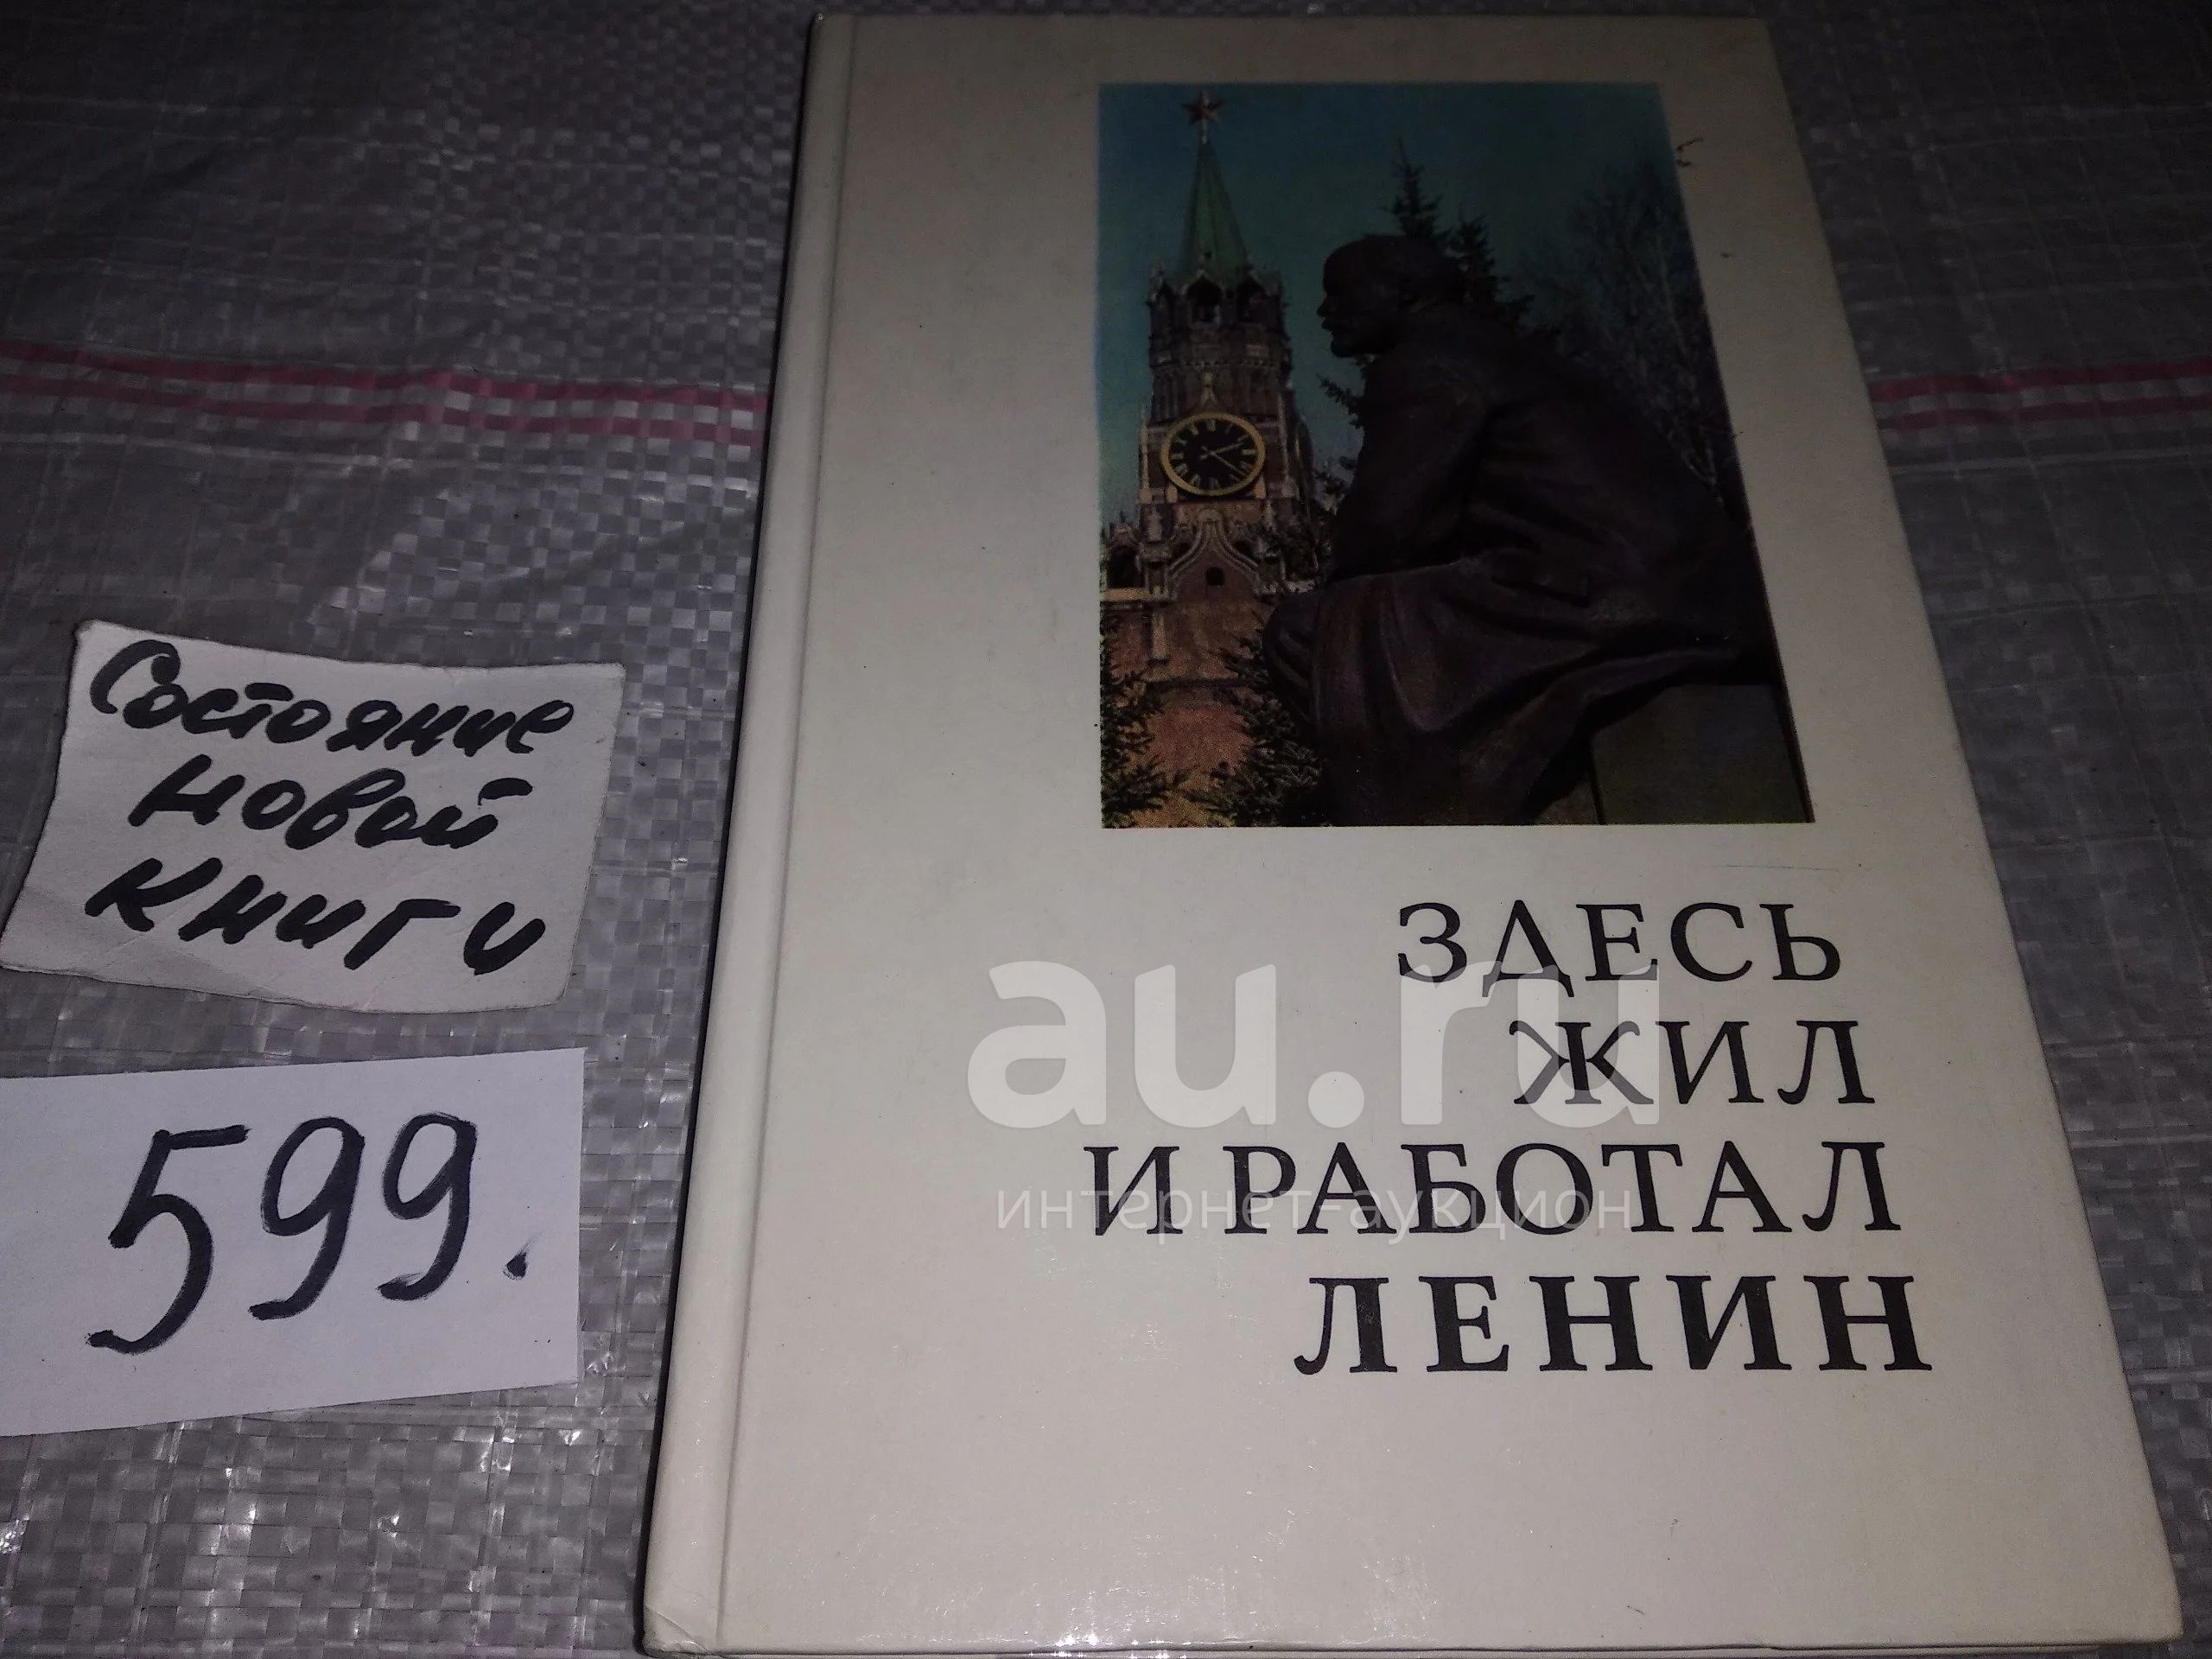 Состояние
новой
книги
599.
ЗДЕСЬ
ЖИЛ
И РАБОТАЛ
ЛЕНИН
au.ru
интернет-аукцион